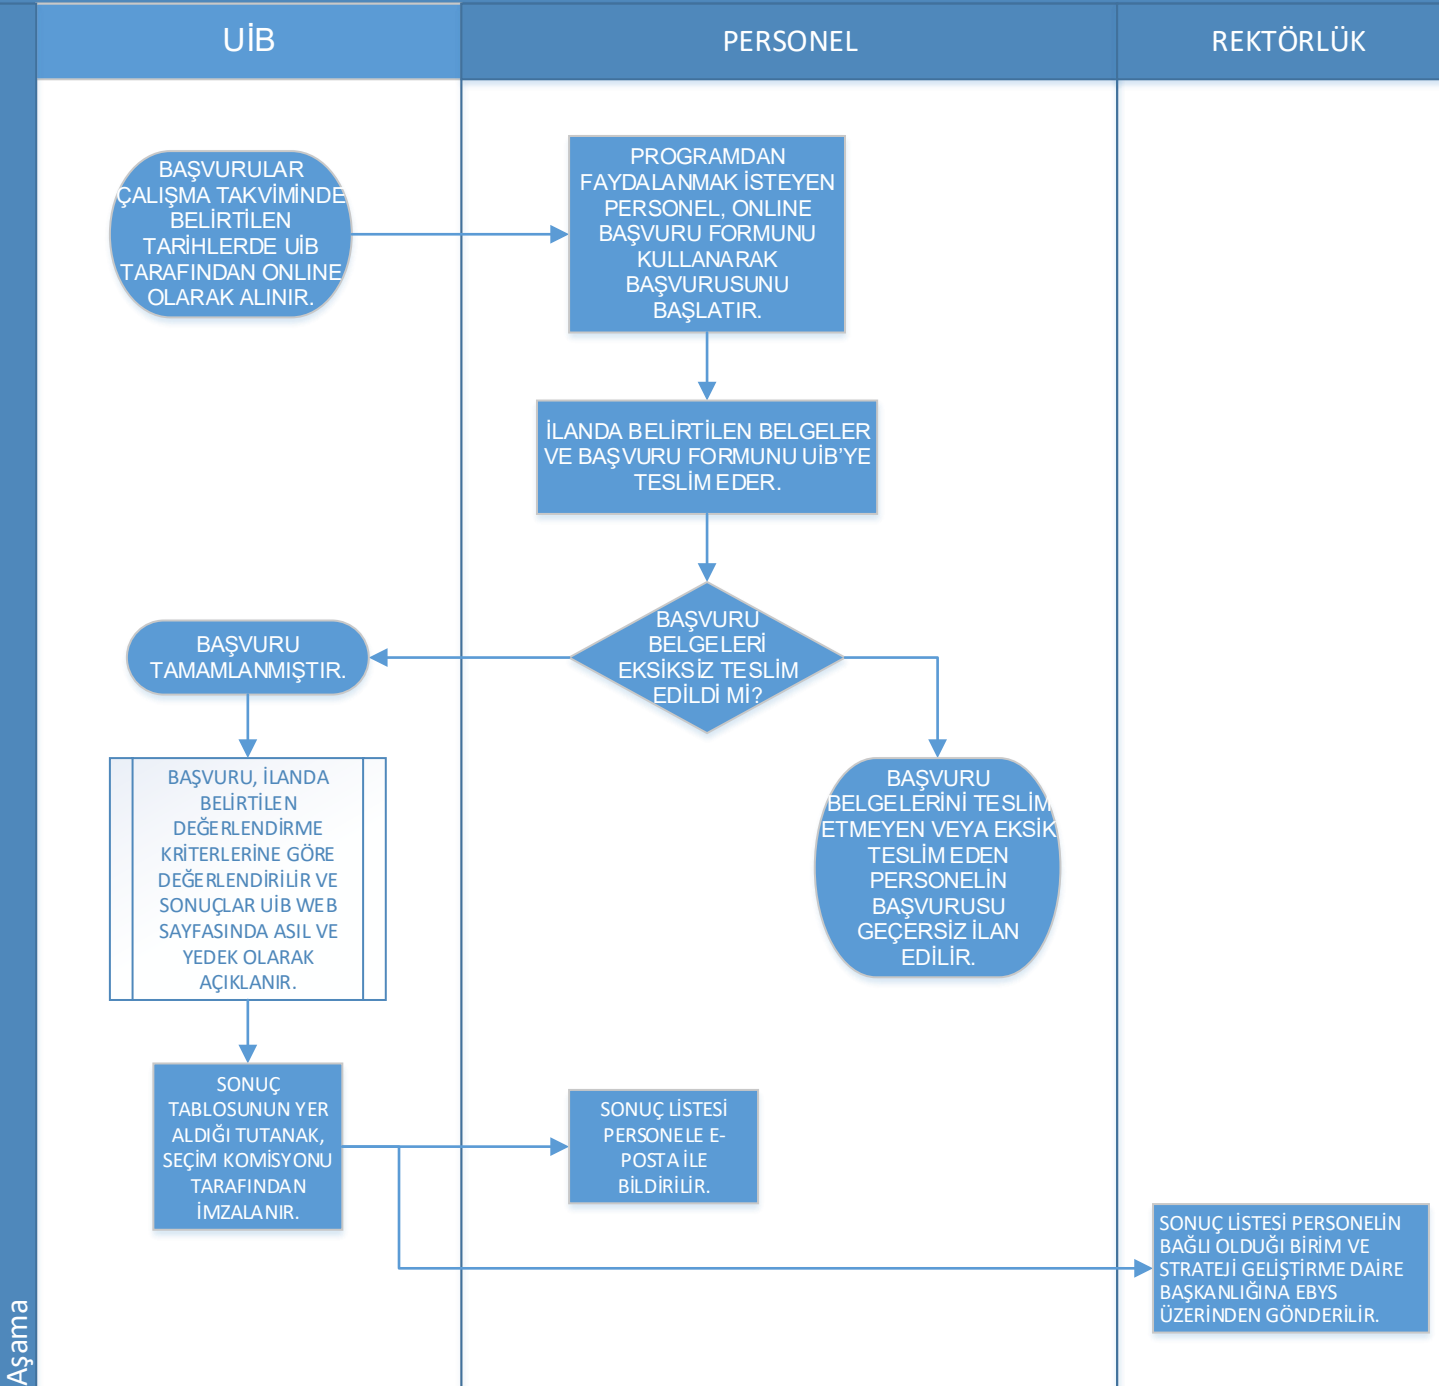 UİB
PERSONEL
REKTÖRLÜK
BAŞVURULAR
ÇALIŞMA TAKVİMİNDE
BELİRTİLEN
TARİHLERDE UİB
TARAFINDAN ONLINE
OLARAK ALINIR.
PROGRAMDAN
FAYDALANMAK İSTEYEN
PERSONEL, ONLINE
BAŞVURU FORMUNU
KULLANARAK
BAŞVURUSUNU
BAŞLATIR.
İLANDA BELİRTİLEN BELGELER
VE BAŞVURU FORMUNU UİB’YE
TESLİM EDER.
BAŞVURU
BELGELERİ
EKSİKSİZ TESLİM
EDİLDİ Mİ?
BAŞVURU
TAMAMLANMIŞTIR.
BAŞVURU, İLANDA
BELİRTİLEN
DEĞERLENDİRME
KRİTERLERİNE GÖRE
DEĞERLENDİRİLİR VE
SONUÇLAR UİB WEB
SAYFASINDA ASIL VE
YEDEK OLARAK
AÇIKLANIR.
BAŞVURU
BELGELERİNİ TESLİM
ETMEYEN VEYA EKSİK
TESLİM EDEN
PERSONELİN
BAŞVURUSU
GEÇERSİZ İLAN
EDİLİR.
SONUÇ
TABLOSUNUN YER
ALDIĞI TUTANAK,
SEÇİM KOMİSYONU
TARAFINDAN
İMZALANIR.
SONUÇ LİSTESİ
PERSONELE E-
POSTA İLE
BİLDİRİLİR.
SONUÇ LİSTESİ PERSONELİN
BAĞLI OLDUĞI BİRİM VE
STRATEJİ GELİŞTİRME DAİRE
BAŞKANLIĞINA EBYS
ÜZERİNDEN GÖNDERİLİR.
Aşama